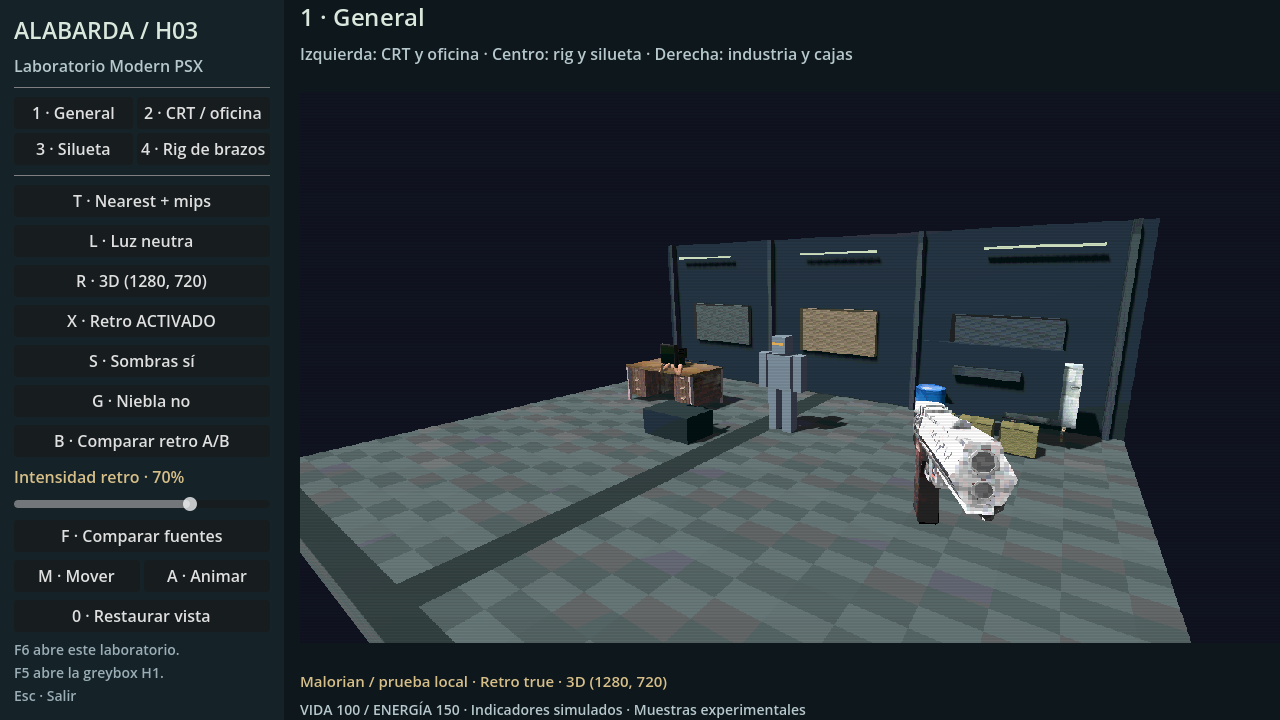 ALABARDA / H03
Laboratorio Modern PSX
1 · General
2 · CRT / oficina
3 · Silueta
4 · Rig de brazos
T · Nearest + mips
L · Luz neutra
R · 3D (1280, 720)
X · Retro ACTIVADO
S · Sombras sí
G · Niebla no
B · Comparar retro A/B
Intensidad retro · 70%
F · Comparar fuentes
M · Mover
A · Animar
0 · Restaurar vista
F6 abre este laboratorio.
F5 abre la greybox H1.
Esc · Salir
1 · General
Izquierda: CRT y oficina · Centro: rig y silueta · Derecha: industria y cajas
Malorian / prueba local · Retro true · 3D (1280, 720)
VIDA 100 / ENERGÍA 150 · Indicadores simulados · Muestras experimentales